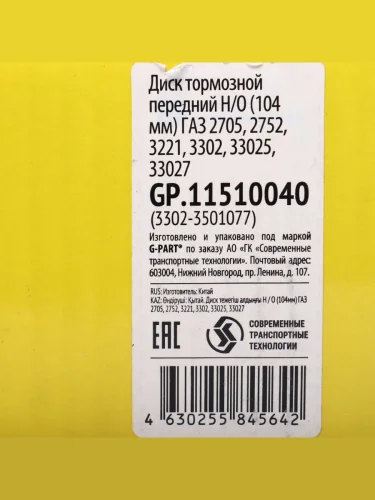 Диск тормозной
передний Н/О (104
мм) ГАЗ 2705, 2752,
3221, 3302, 33025,
33027
GP.11510040
(3302-3501077)
Изготовлено и упаковано под маркой
G-PART® по заказу АО «ГК «Современные
транспортные технологии». Почтовый адрес:
603004, Нижний Новгород, пр. Ленина, д. 107.
RUS: Изготовитель: Китай
KAZ: Өндіруші: Қытай. Диск тежегіш алдыңғы Н / О (104мм) ГАЗ
2705, 2752, 3221, 3302, 33025, 33027
ЕАС
СОВРЕМЕННЫЕ
ТРАНСПОРТНЫЕ
ТЕХНОЛОГИИ
4 630255 845642